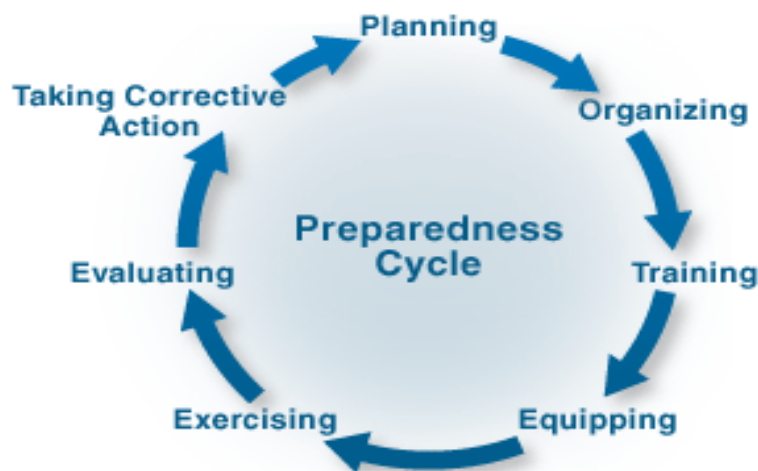 Planning
Organizing
Training
Equipping
Exercising
Evaluating
Taking Corrective
Action
Preparedness
Cycle